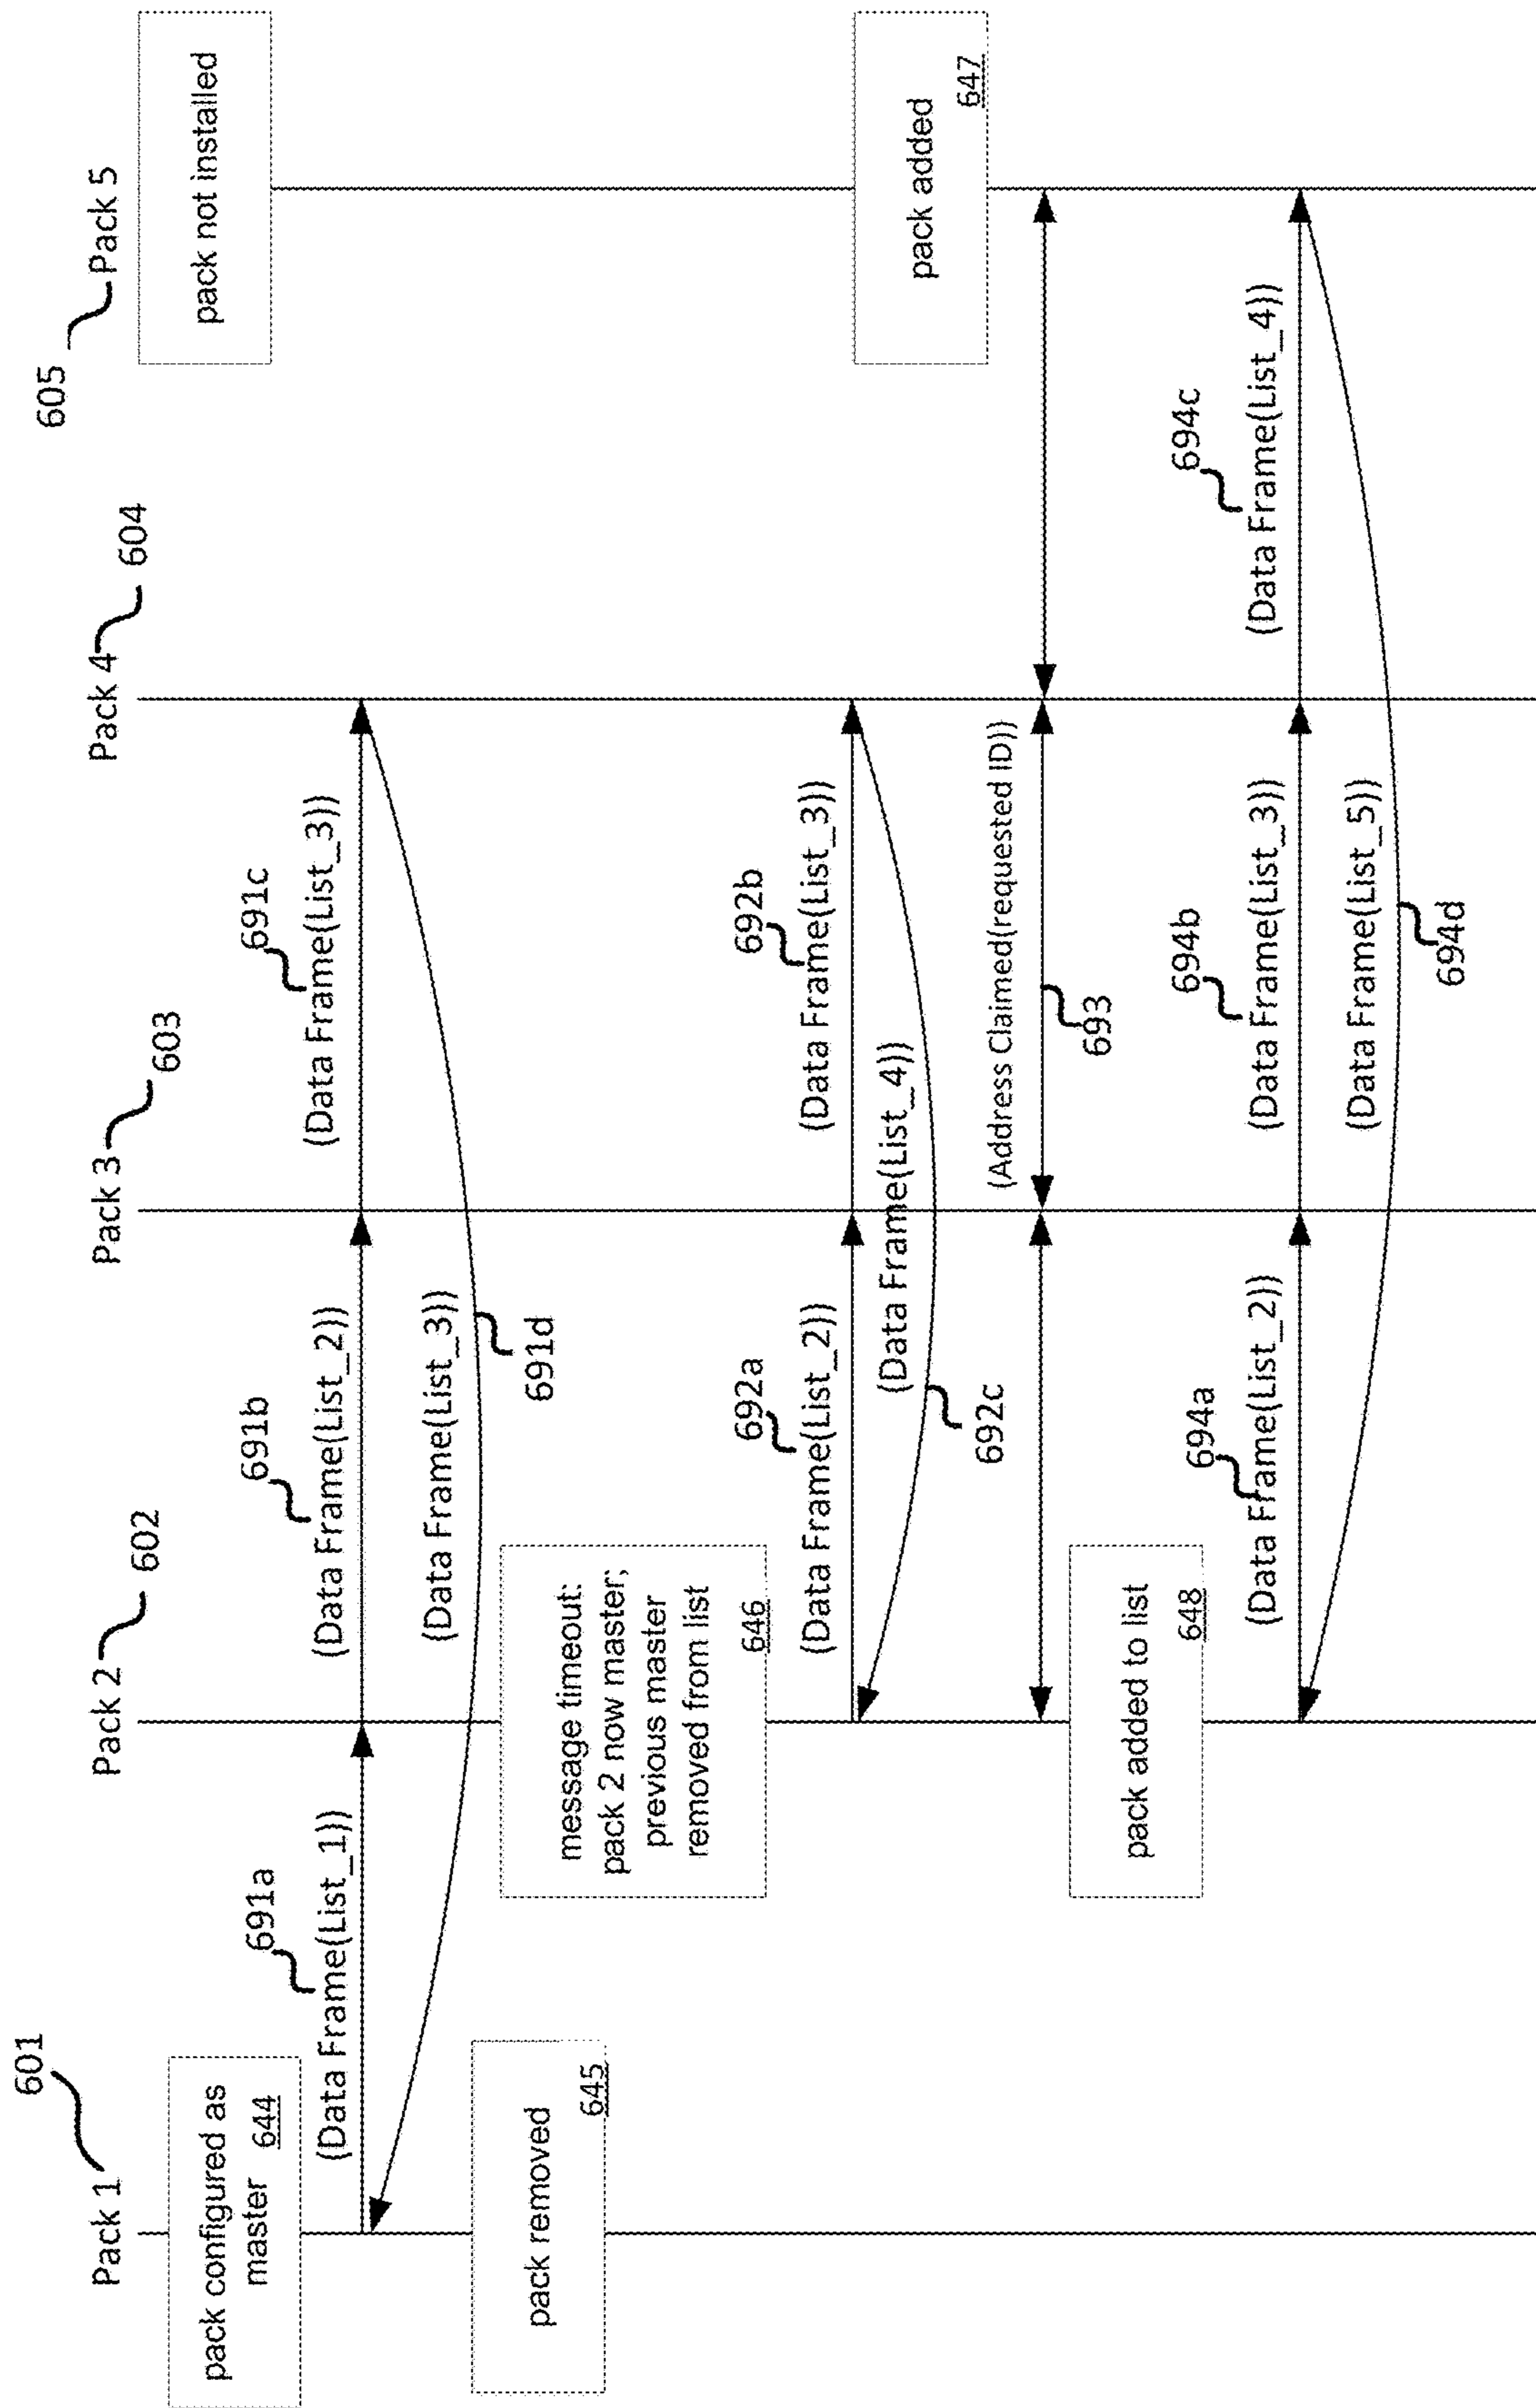 601
Pack 1
Pack 2
602
Pack 3
603
Pack 4
604
605
Pack 5
pack configured as
master 644
pack not installed
691a
(Data Frame(List_1))
691b
(Data Frame(List_2))
691c
(Data Frame(List_3))
(Data Frame(List_3))
691d
pack removed
645
message timeout:
pack 2 now master;
previous master
removed from list
646
692a
(Data Frame(List_2))
692b
(Data Frame(List_3))
(Data Frame(List_4))
692c
pack added
647
(Address Claimed(requested ID))
693
pack added to list
648
694a
(Data Frame(List_2))
694b
(Data Frame(List_3))
694c
(Data Frame(List_4))
(Data Frame(List_5))
694d